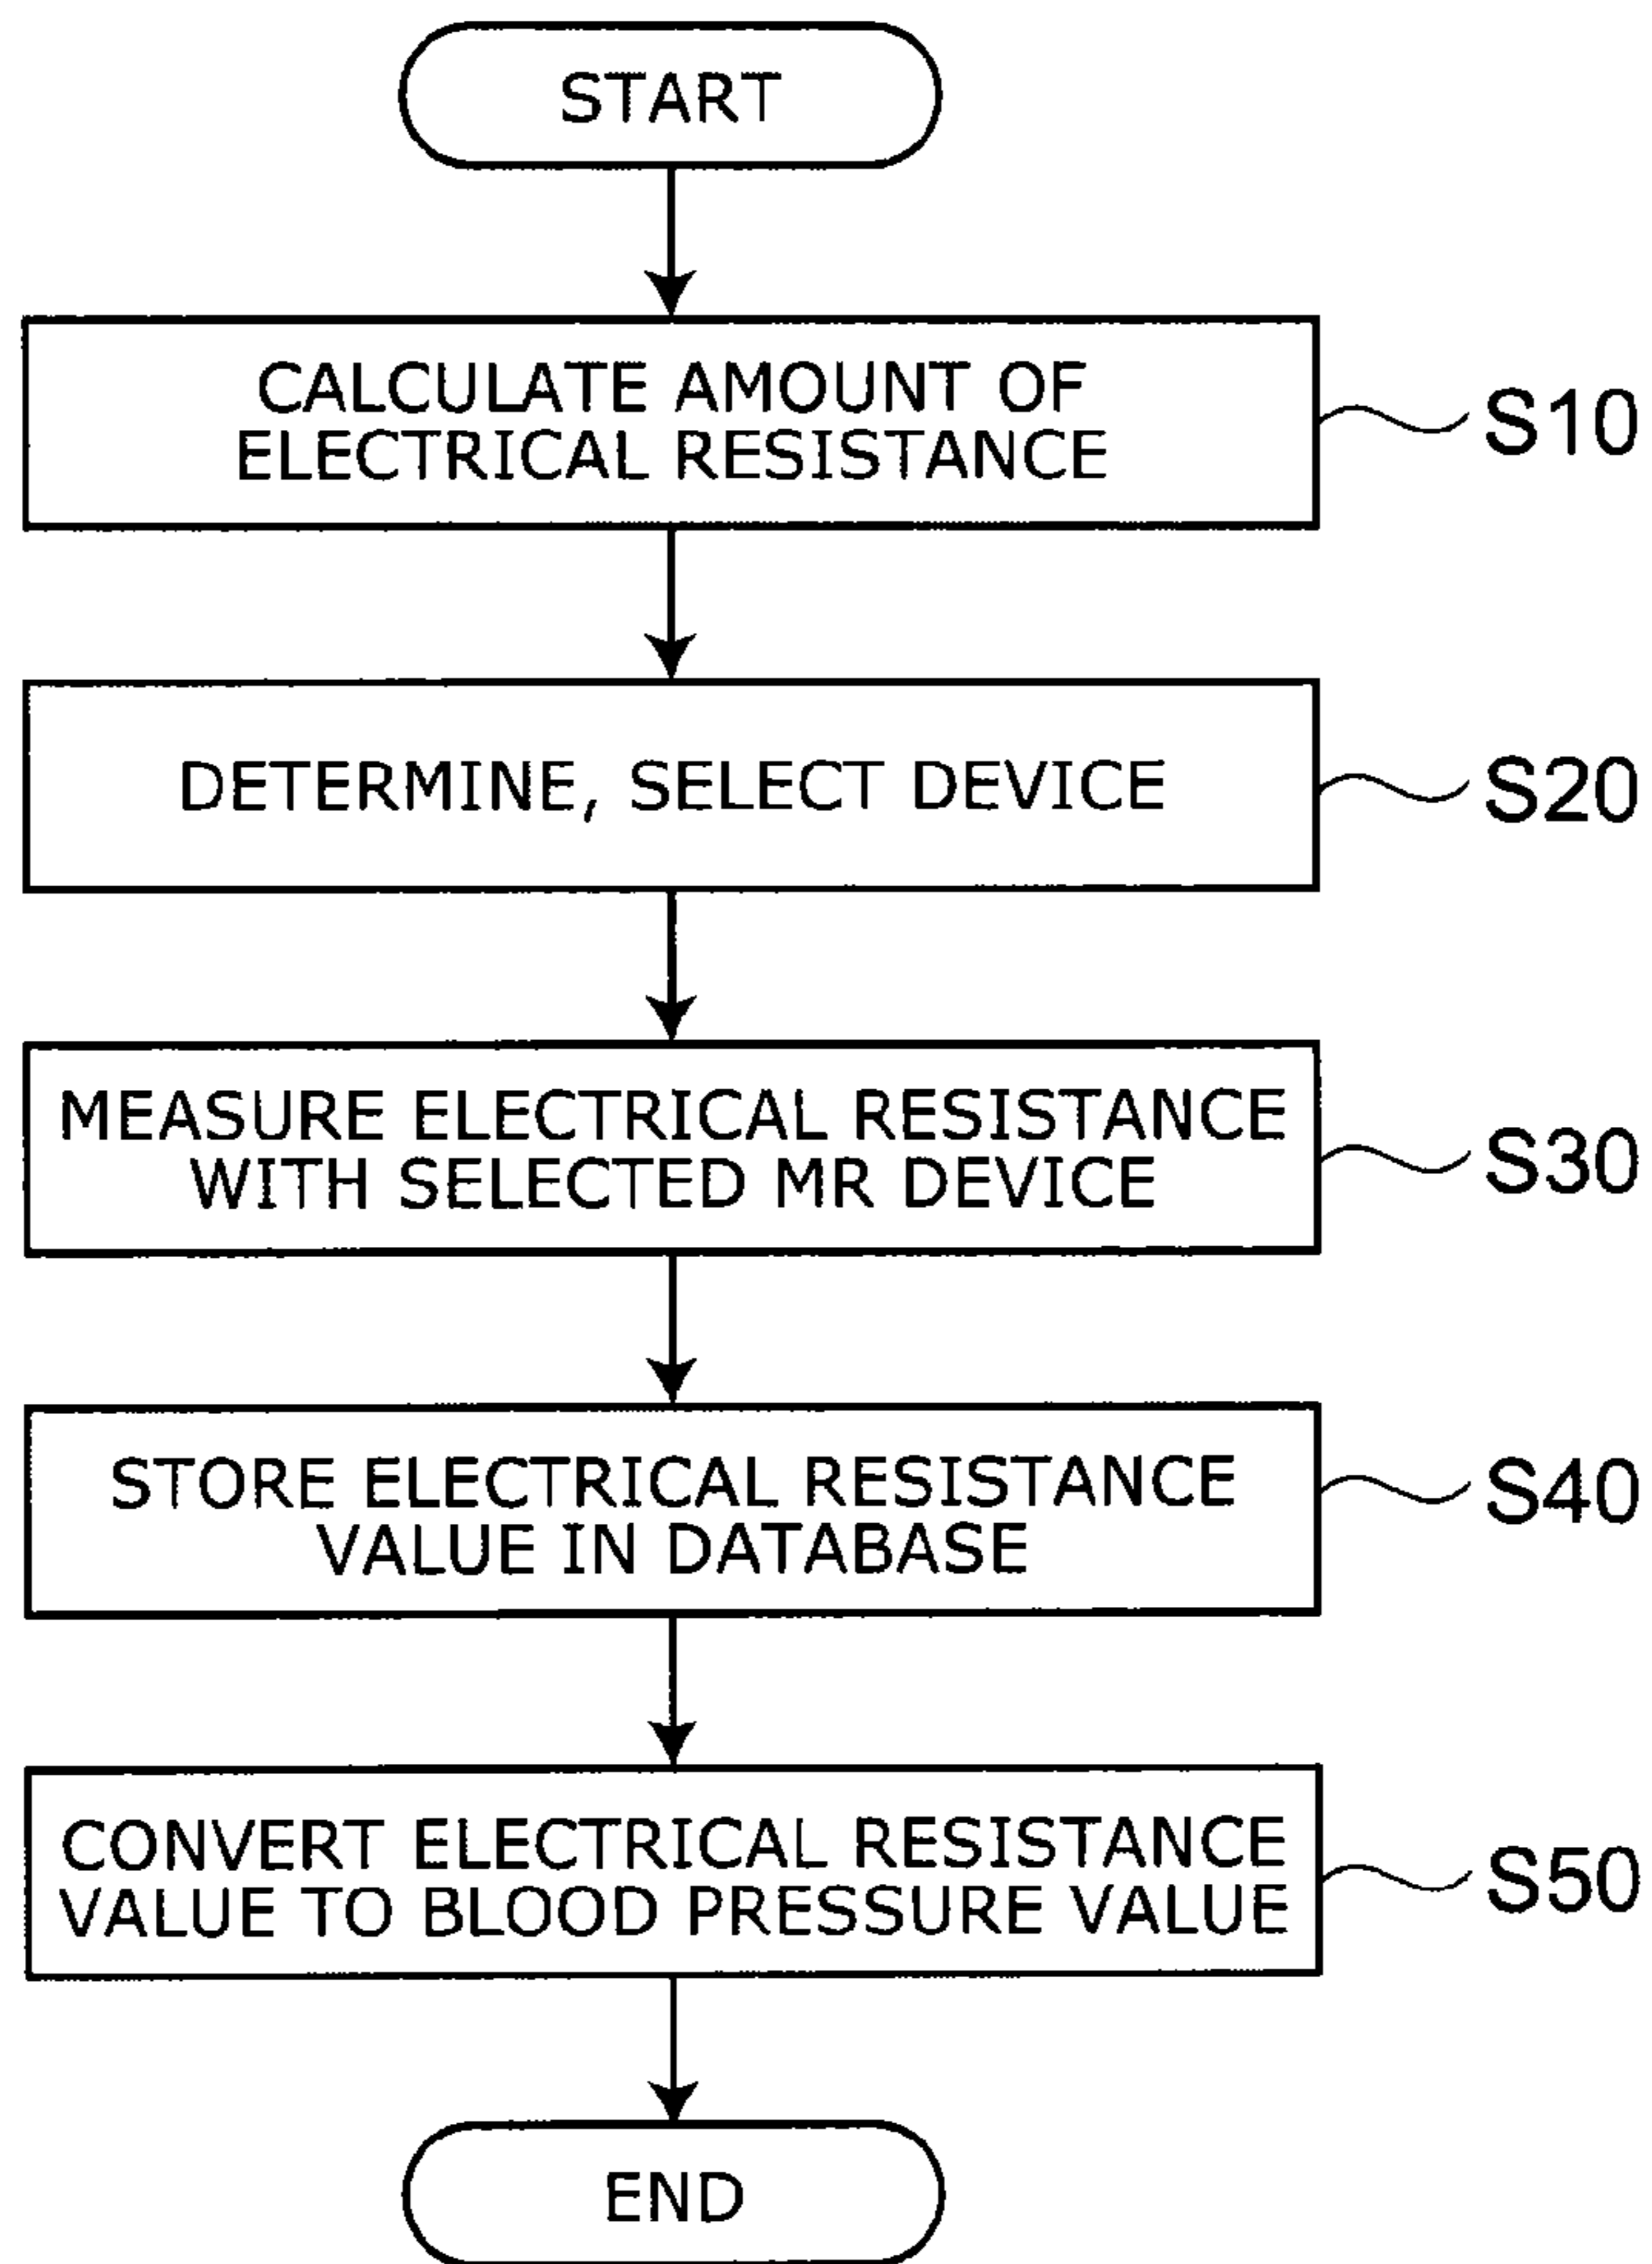 START
CALCULATE AMOUNT OF
ELECTRICAL RESISTANCE
S10
DETERMINE, SELECT DEVICE
S20
MEASURE ELECTRICAL RESISTANCE
WITH SELECTED MR DEVICE
S30
STORE ELECTRICAL RESISTANCE
VALUE IN DATABASE
S40
CONVERT ELECTRICAL RESISTANCE
VALUE TO BLOOD PRESSURE VALUE
S50
END